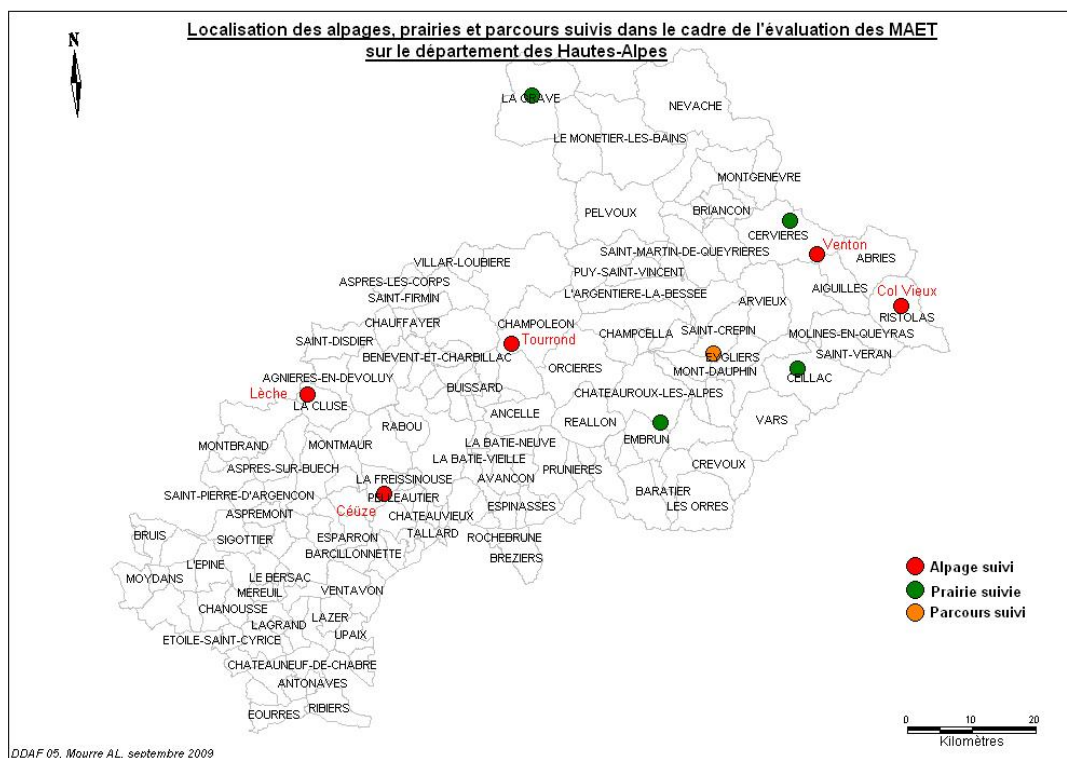 Localisation des alpages, prairies et parcours suivis dans le cadre de l'évaluation des MAET
sur le département des Hautes-Alpes
N
LA GRAVE
NEVACHE
LE MONETIER-LES-BAINS
MONTGENEVRE
BRIANCON
PELVOUX
CERVIERES
Venton
SAINT-MARTIN-DE-QUEYRIERES
ABRIES
VILLAR-LOUBIERE
PUY-SAINT-VINCENT
ASPRES-LES-CORPS
AIGUILLES
Col Vieux
L'ARGENTIERE-LA-BESSEE
SAINT-FIRMIN
ARVIEUX
RISTOLAS
CHAUFFAYER
CHAMPOLEON
CHAMPCELLA
SAINT-CREPIN
MOLINES-EN-QUEYRAS
SAINT-DISDIER
Tourrond
BENEVENT-ET-CHARBILLAC
EYGLIERS
SAINT-VERAN
ORCIERES
MONT-DAUPHIN
CEILLAC
AGNIERES-EN-DEVOLUY
BUISSARD
CHATEAUROUX-LES-ALPES
Lèche
LA CLUSE
ANCELLE
REALLON
VARS
RABOU
EMBRUN
MONTBRAND
MONTMAUR
LA BATIE-NEUVE
LA BATIE-VIEILLE
CREVOUX
ASPRES-SUR-BUECH
PRUNIERES
LA FREISSINOUSE
AVANCON
BARATIER
SAINT-PIERRE-D'ARGENCON
PELLEAUTIER
LES ORRES
Céüze
ASPREMONT
CHATEAUVIEUX
ESPINASSES
BRUIS
SIGOTTIER
ESPARRON
TALLARD
ROCHEBRUNE
BARCILLONNETTE
BREZIERS
L'EPINE
MOYDANS
LE BERSAC
MEREUIL
VENTAVON
CHANOUSSE
LAZER
LAGRAND
UPAIX
ETOILE-SAINT-CYRICE
CHATEAUNEUF-DE-CHABRE
ANTONAVES
RIBIERS
EOURRES
Alpage suivi
Prairie suivie
Parcours suivi
0 10 20
Kilomètres
DDAF 05, Mourre AL, septembre 2009